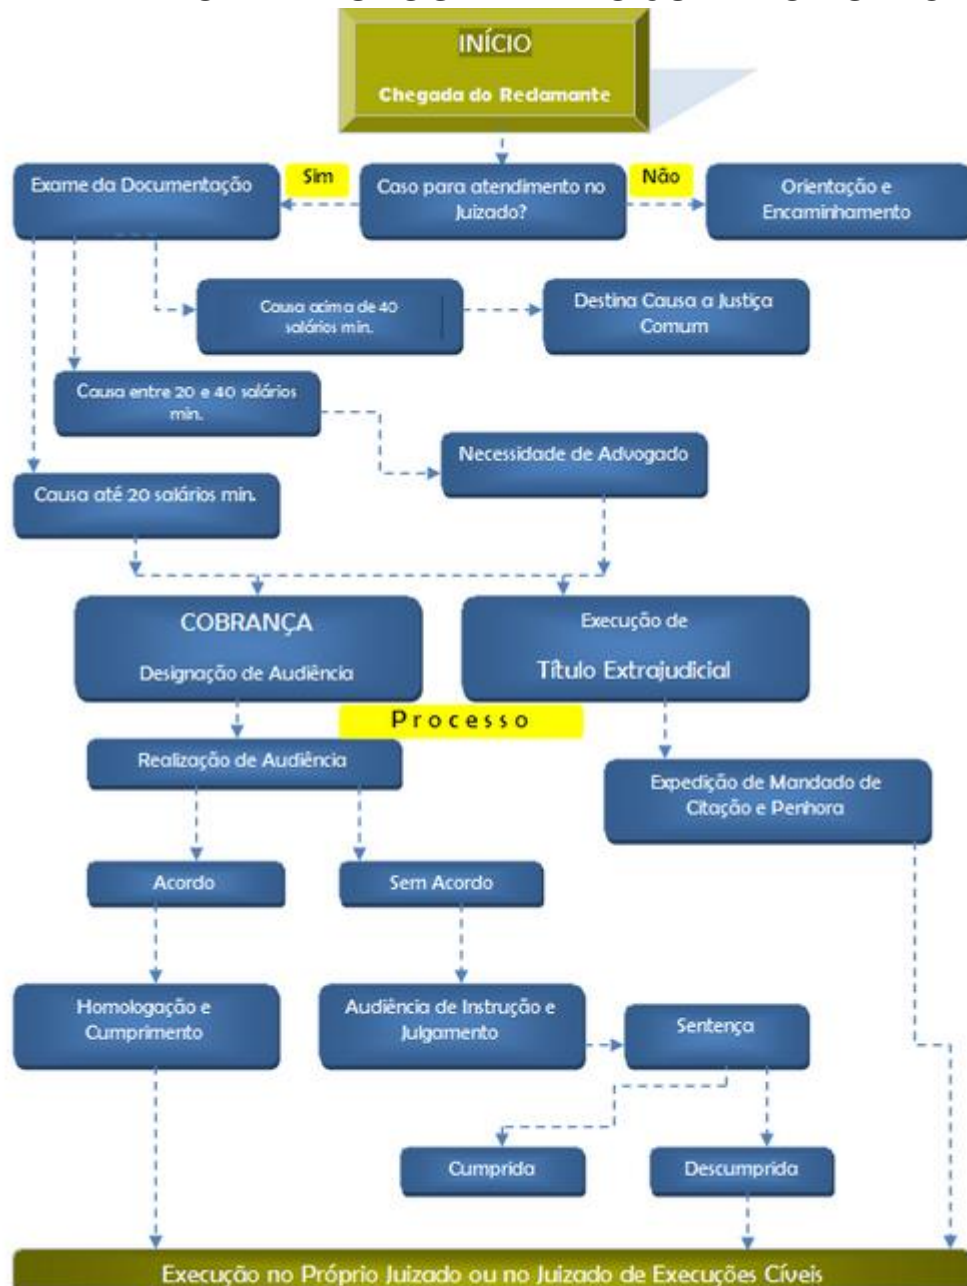 INÍCIO
Chegada do Reclamante
Exame da Documentação
Sim
Caso para atendimento no
Juizado?
Não
Orientação e
Encaminhamento
Causa acima de 40
salários min.
Destina Causa a Justiça
Comum
Causa entre 20 e 40 salários
min.
Necessidade de Advogado
Causa até 20 salários min.
COBRANÇA
Designação de Audiência
Execução de
Título Extrajudicial
Processo
Realização de Audiência
Expedição de Mandado de
Citação e Penhora
Acordo
Sem Acordo
Homologação e
Cumprimento
Audiência de Instrução e
Julgamento
Sentença
Cumprida
Descumprida
Execução no Próprio Juizado ou no Juizado de Execuções Cíveis